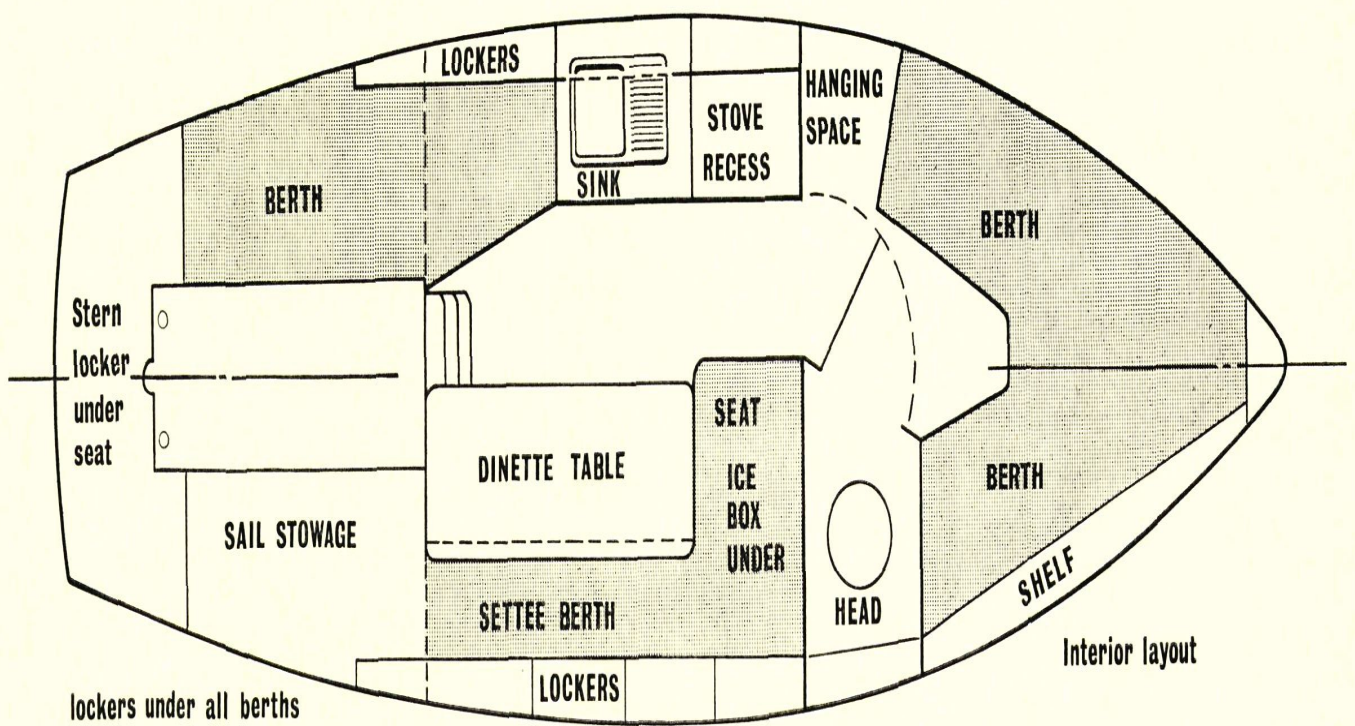 LOCKERS
HANGING
SPACE
STOVE
RECESS
SINK
BERTH
BERTH
Stern
locker
under
seat
SEAT
ICE
BOX
UNDER
DINETTE TABLE
BERTH
SAIL STOWAGE
SETTEE BERTH
HEAD
SHELF
Interior layout
LOCKERS
lockers under all berths